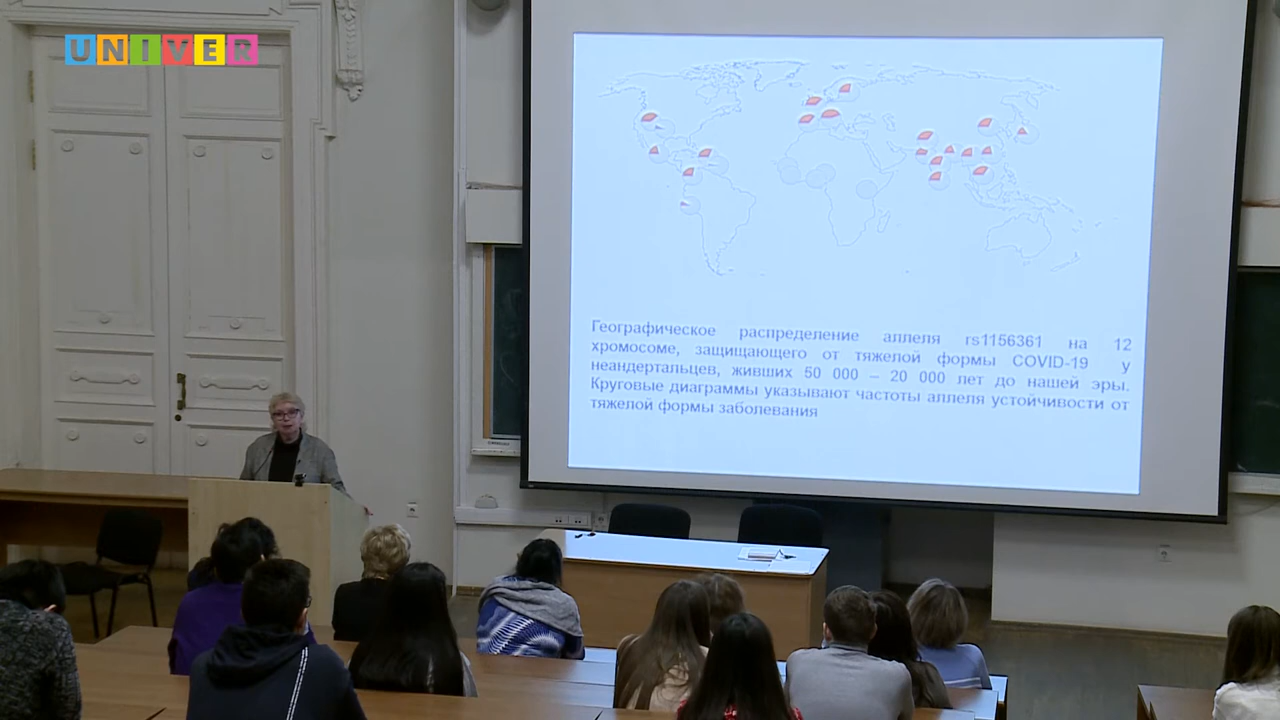 UNIVER
Географическое распределение аллеля rs1156361 на 12
хромосоме, защищающего от тяжелой формы COVID-19 у
неандертальцев, живших 50 000 – 20 000 лет до нашей эры.
Круговые диаграммы указывают частоты аллеля устойчивости от
тяжелой формы заболевания